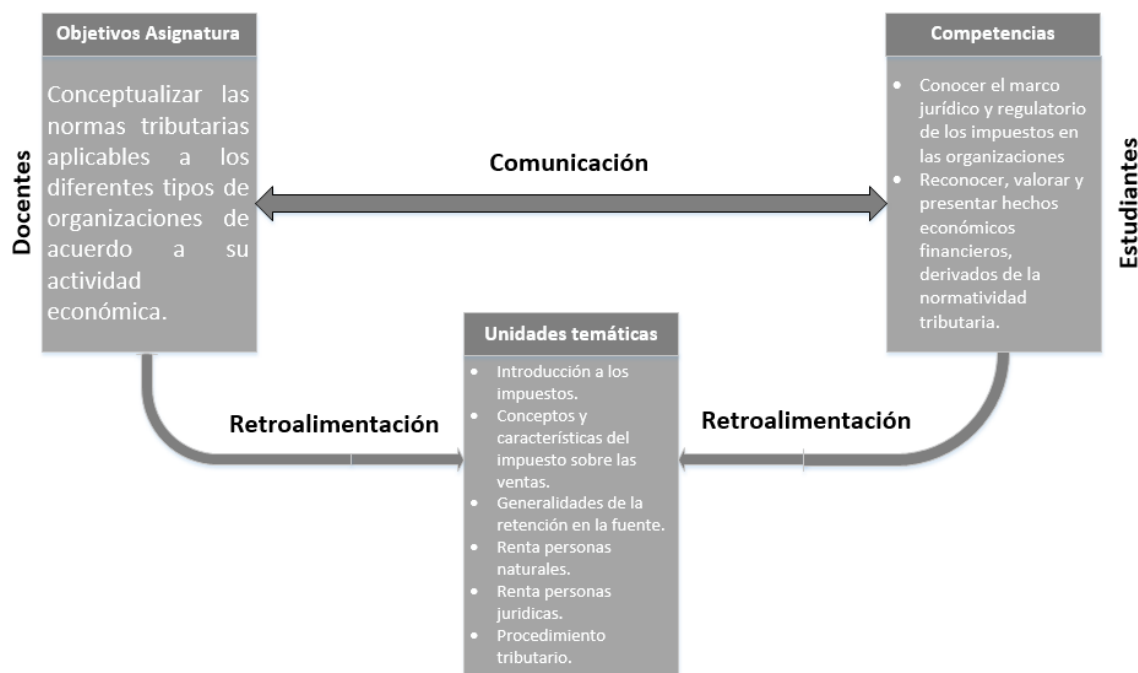 Objetivos Asignatura
Conceptualizar las
normas tributarias
aplicables a los
diferentes tipos de
organizaciones de
acuerdo a su
actividad
económica.
Docentes
Comunicación
Competencias
• Conocer el marco
jurídico y regulatorio
de los impuestos en
las organizaciones
• Reconocer, valorar y
presentar hechos
económicos
financieros,
derivados de la
normatividad
tributaria.
Estudiantes
Retroalimentación
Unidades temáticas
• Introducción a los
impuestos.
• Conceptos y
características del
impuesto sobre las
ventas.
• Generalidades de la
retención en la fuente.
• Renta personas
naturales.
• Renta personas
juridicas.
• Procedimiento
tributario.
Retroalimentación